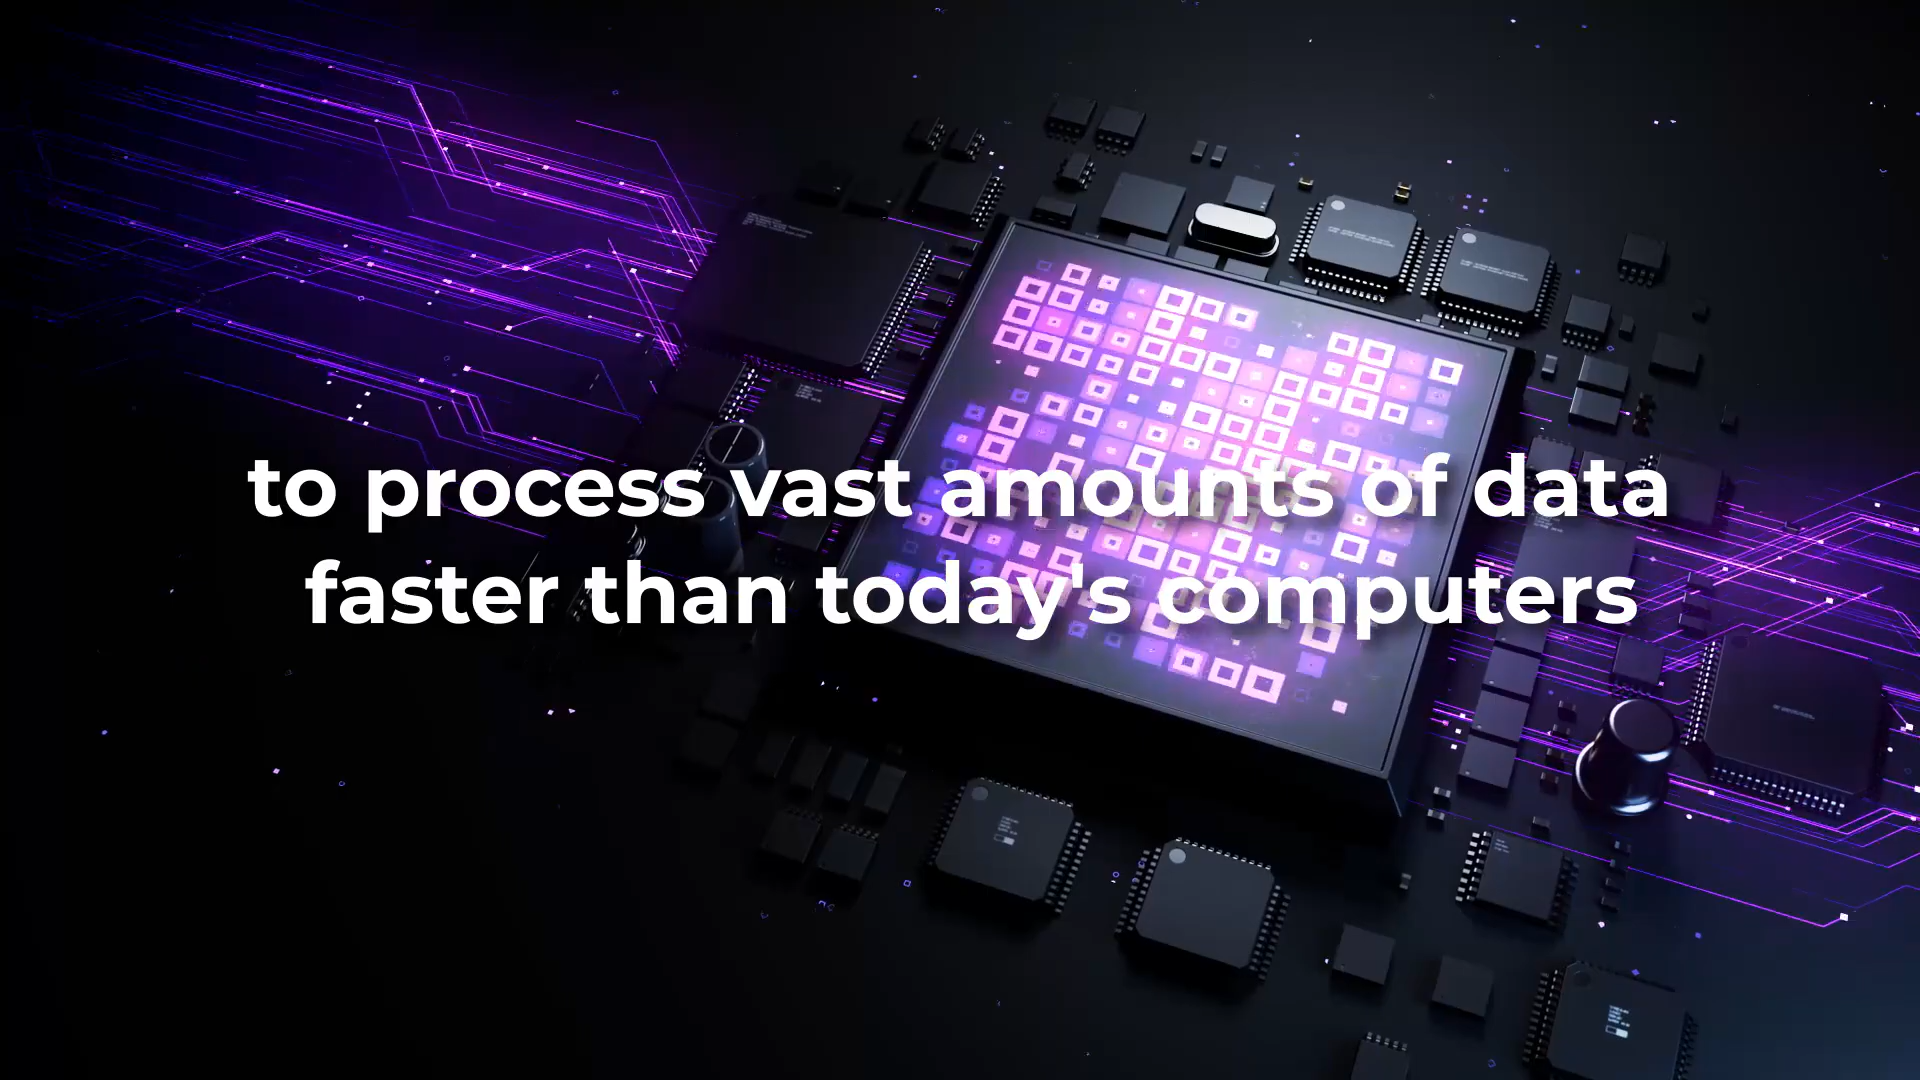 to process vast amounts of data
faster than today's computers